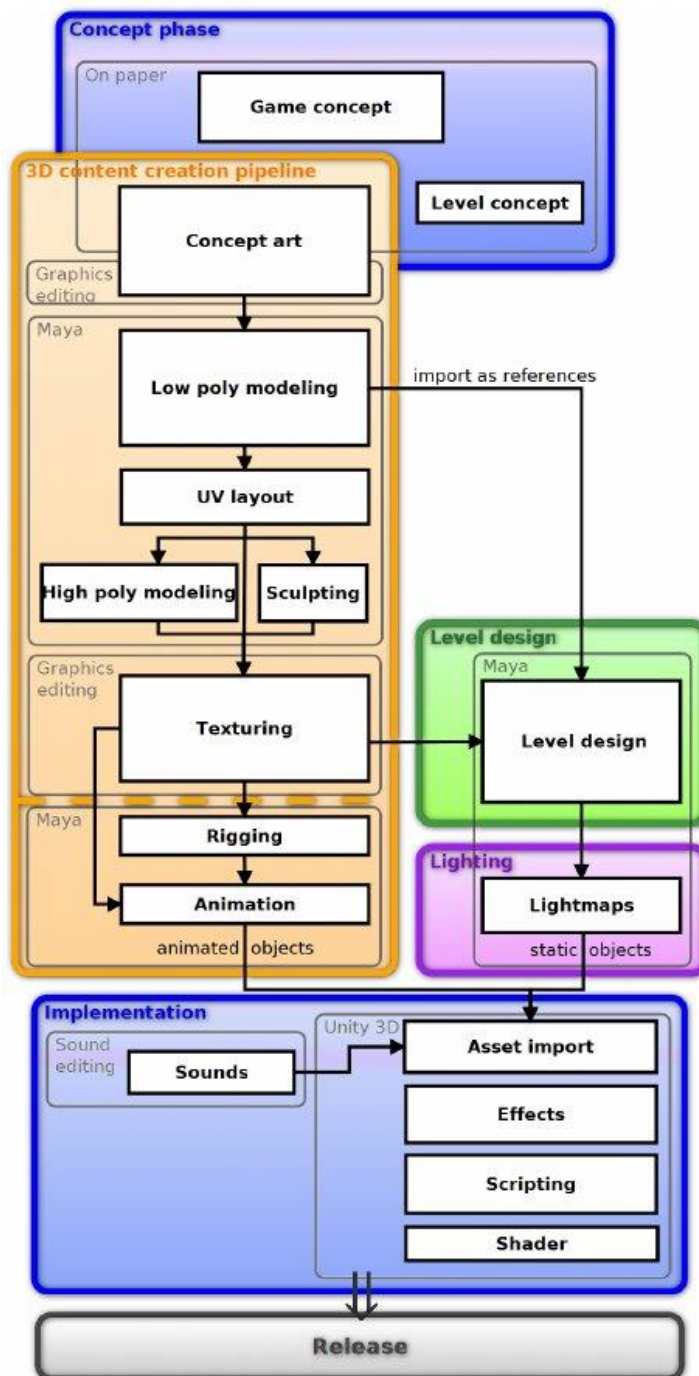 Concept phase
On paper
Game concept
3D content creation pipeline
Level concept
Concept art
Graphics
editing
Maya
Low poly modeling
import as references
UV layout
High poly modeling
Sculpting
Level design
Maya
Graphics
editing
Texturing
Level design
Maya
Rigging
Lighting
Animation
Lightmaps
animated objects
static objects
Implementation
Unity 3D
Sound
editing
Asset import
Sounds
Effects
Scripting
Shader
Release